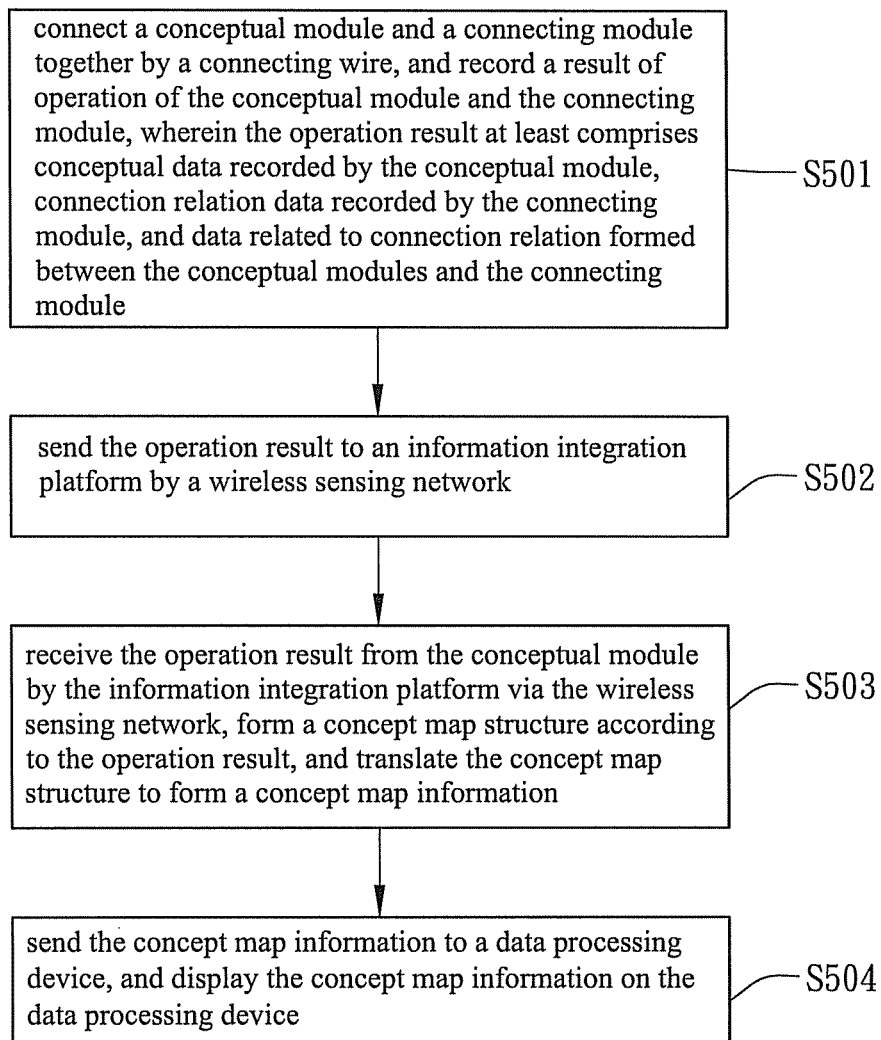 connect a conceptual module and a connecting module
together by a connecting wire, and record a result of
operation of the conceptual module and the connecting
module, wherein the operation result at least comprises
conceptual data recorded by the conceptual module,
connection relation data recorded by the connecting
module, and data related to connection relation formed
between the conceptual modules and the connecting
module
S501
send the operation result to an information integration
platform by a wireless sensing network
S502
receive the operation result from the conceptual module
by the information integration platform via the wireless
sensing network, form a concept map structure according
to the operation result, and translate the concept map
structure to form a concept map information
S503
send the concept map information to a data processing
device, and display the concept map information on the
data processing device
S504